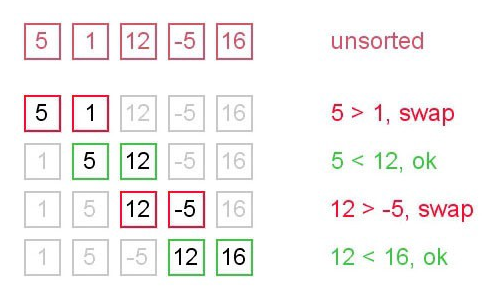 5 1 12 -5 16 unsorted
5 1 12 -5 16 5 > 1, swap
1 5 12 -5 16 5 < 12, ok
1 5 12 -5 16 12 > -5, swap
1 5 -5 12 16 12 < 16, ok